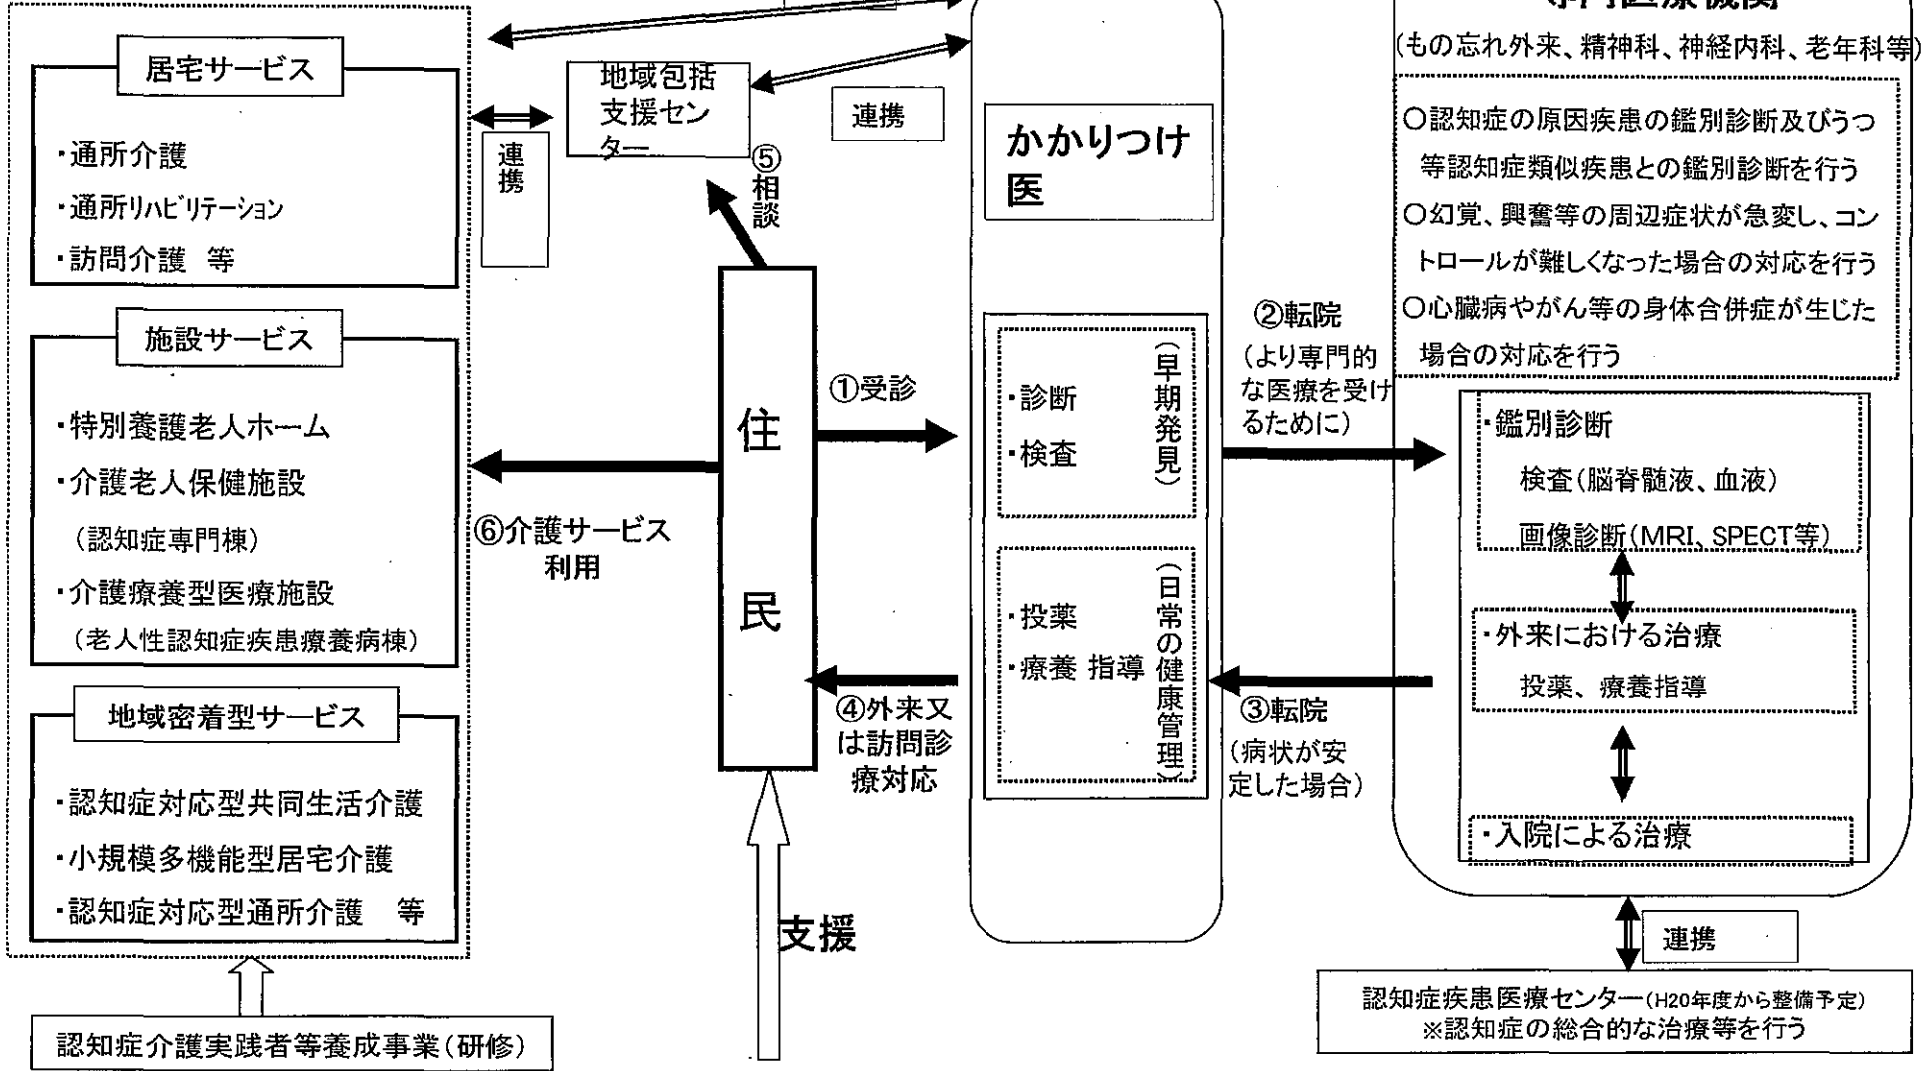 居宅サービス
・通所介護
・通所リハビリテーション
・訪問介護 等
施設サービス
・特別養護老人ホーム
・介護老人保健施設
(認知症専門棟)
・介護療養型医療施設
(老人性認知症疾患療養病棟)
地域密着型サービス
・認知症対応型共同生活介護
・小規模多機能型居宅介護
・認知症対応型通所介護 等
認知症介護実践者等養成事業(研修)
連携
地域包括
支援セン
ター
連携
⑤相談
住民
①受診
⑥介護サービス
利用
④外来又
は訪問診
療対応
支援
かかりつけ
医
・診断
・検査
(早期発見)
・投薬
・療養 指導
(日常の健康管理)
②転院
(より専門的
な医療を受け
るために)
③転院
(病状が安
定した場合)
専門医療機関
(もの忘れ外来、精神科、神経内科、老年科等)
○認知症の原因疾患の鑑別診断及びうつ
等認知症類似疾患との鑑別診断を行う
○幻覚、興奮等の周辺症状が急変し、コン
トロールが難しくなった場合の対応を行う
○心臓病やがん等の身体合併症が生じた
場合の対応を行う
・鑑別診断
検査(脳脊髄液、血液)
画像診断(MRI、SPECT等)
・外来における治療
投薬、療養指導
・入院による治療
連携
認知症疾患医療センター(H20年度から整備予定)
※認知症の総合的な治療等を行う